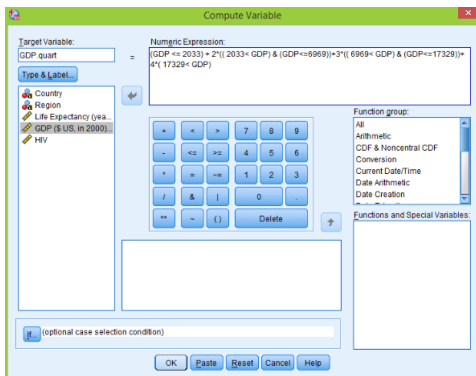 Compute Variable
Target Variable:
GDP.quart
=
Numeric Expression:
(GDP <= 2033) + 2*(( 2033< GDP) & (GDP<=6969))+3*(( 6969< GDP) & (GDP<=17329))+
4*( 17329< GDP)
Type & Label...
Country
Region
Life Expectancy (yea...
GDP ($ US, in 2000)...
HIV
+ < > 7 8 9
- <= >= 4 5 6
* = ~= 1 2 3
/ & | 0 .
** ~ ( ) Delete
Function group:
All
Arithmetic
CDF & Noncentral CDF
Conversion
Current Date/Time
Date Arithmetic
Date Creation
Functions and Special Variables:
If... (optional case selection condition)
OK Paste Reset Cancel Help